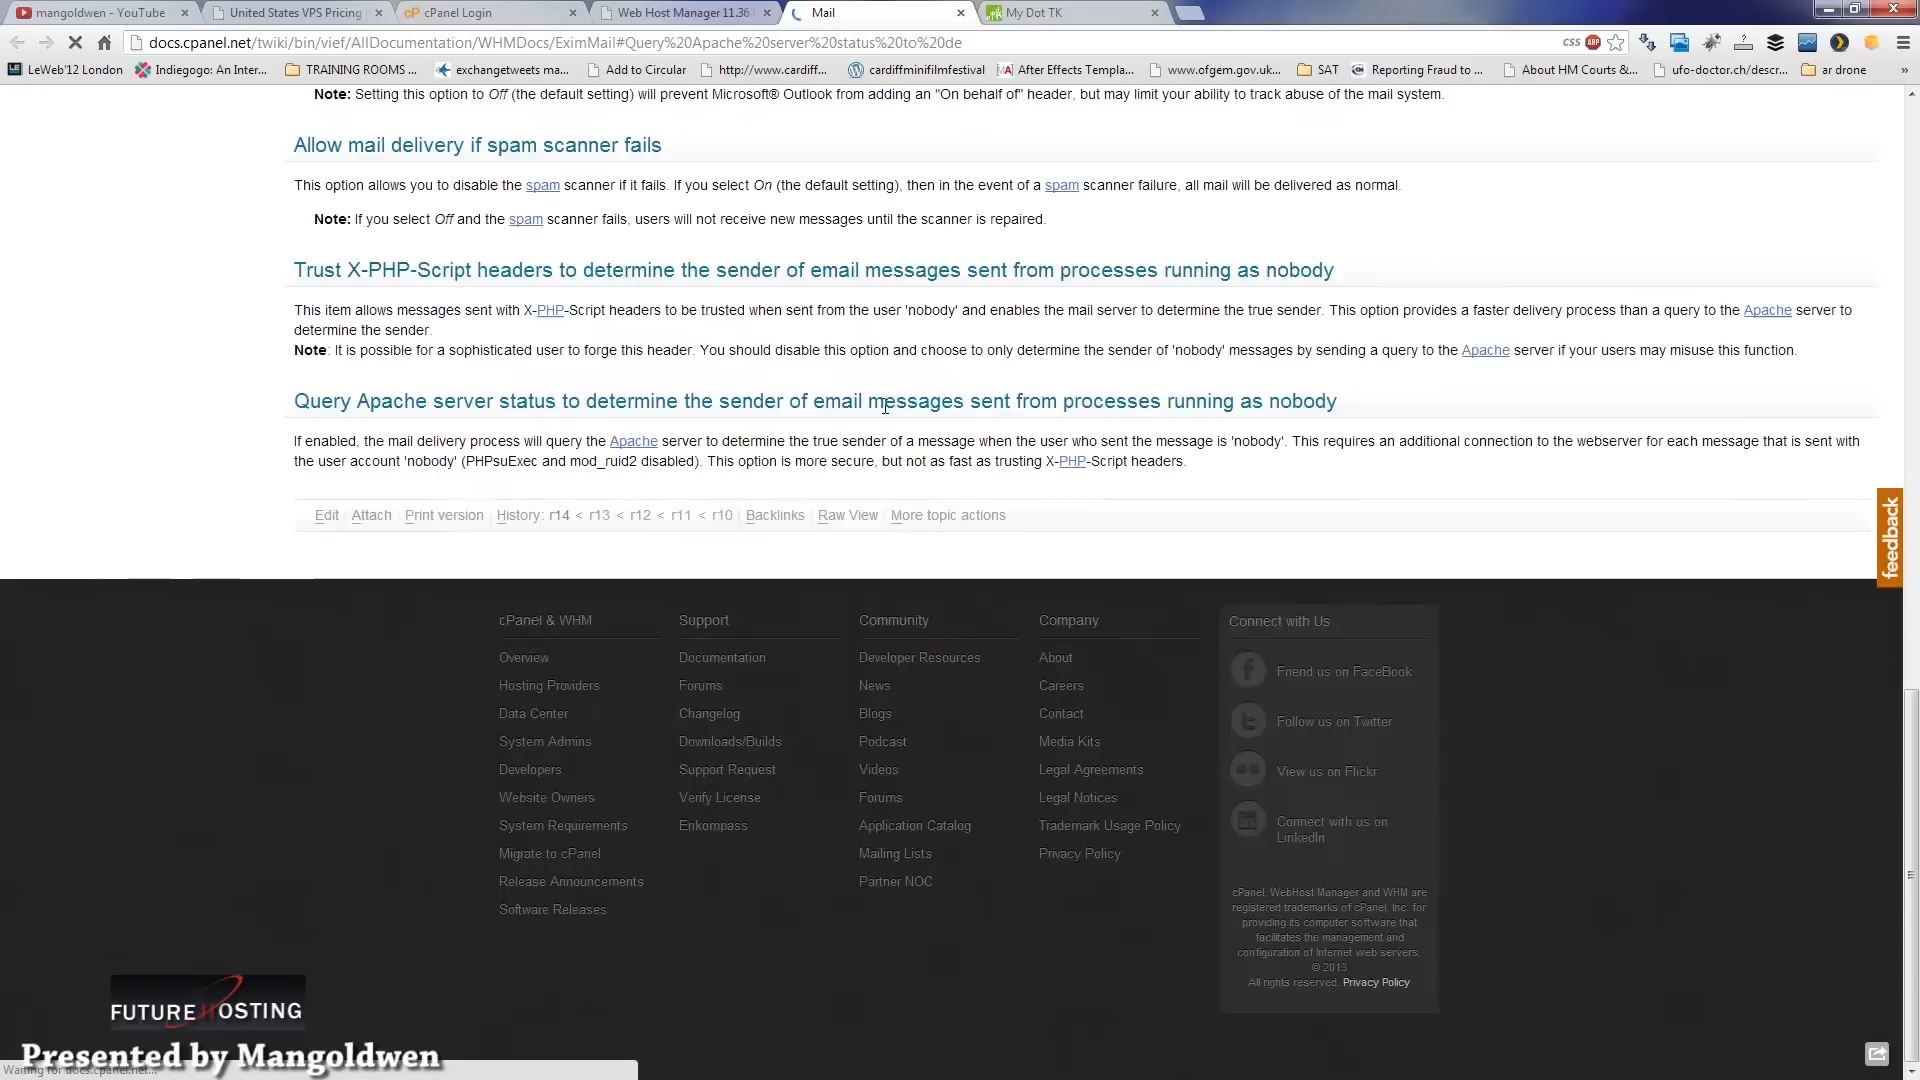 mangoldwen - YouTube
United States VPS Pricing
cPanel Login
Web Host Manager 11.36
Mail
My Dot TK
docs.cpanel.net/twiki/bin/vief/AllDocumentation/WHMDocs/EximMail#Query%20Apache%20server%20status%20to%20de
CSS ABP
LeWeb'12 London
Indiegogo: An Inter...
TRAINING ROOMS ...
exchangetweets ma...
Add to Circular
http://www.cardiff...
cardiffminifilmfestival
After Effects Templa...
www.ofgem.gov.uk...
SAT
Reporting Fraud to ...
About HM Courts &...
ufo-doctor.ch/descr...
ar drone
»
Note: Setting this option to Off (the default setting) will prevent Microsoft® Outlook from adding an "On behalf of" header, but may limit your ability to track abuse of the mail system.
Allow mail delivery if spam scanner fails
This option allows you to disable the spam scanner if it fails. If you select On (the default setting), then in the event of a spam scanner failure, all mail will be delivered as normal.
Note: If you select Off and the spam scanner fails, users will not receive new messages until the scanner is repaired.
Trust X-PHP-Script headers to determine the sender of email messages sent from processes running as nobody
This item allows messages sent with X-PHP-Script headers to be trusted when sent from the user 'nobody' and enables the mail server to determine the true sender. This option provides a faster delivery process than a query to the Apache server to
determine the sender.
Note: It is possible for a sophisticated user to forge this header. You should disable this option and choose to only determine the sender of 'nobody' messages by sending a query to the Apache server if your users may misuse this function.
Query Apache server status to determine the sender of email messages sent from processes running as nobody
If enabled, the mail delivery process will query the Apache server to determine the true sender of a message when the user who sent the message is 'nobody'. This requires an additional connection to the webserver for each message that is sent with
the user account 'nobody' (PHPsuExec and mod_ruid2 disabled). This option is more secure, but not as fast as trusting X-PHP-Script headers.
Edit Attach Print version History: r14 < r13 < r12 < r11 < r10 Backlinks Raw View More topic actions
feedback
cPanel & WHM
Overview
Hosting Providers
Data Center
System Admins
Developers
Website Owners
System Requirements
Migrate to cPanel
Release Announcements
Software Releases
Support
Documentation
Forums
Changelog
Downloads/Builds
Support Request
Verify License
Enkompass
Community
Developer Resources
News
Blogs
Podcast
Videos
Forums
Application Catalog
Mailing Lists
Partner NOC
Company
About
Careers
Contact
Media Kits
Legal Agreements
Legal Notices
Trademark Usage Policy
Privacy Policy
Connect with Us
Friend us on FaceBook
Follow us on Twitter
View us on Flickr
Connect with us on
LinkedIn
cPanel, WebHost Manager and WHM are
registered trademarks of cPanel, Inc. for
providing its computer software that
facilitates the management and
configuration of Internet web servers.
© 2013
All rights reserved. Privacy Policy
FUTURE HOSTING
Presented by Mangoldwen
Waiting for docs.cpanel.net...